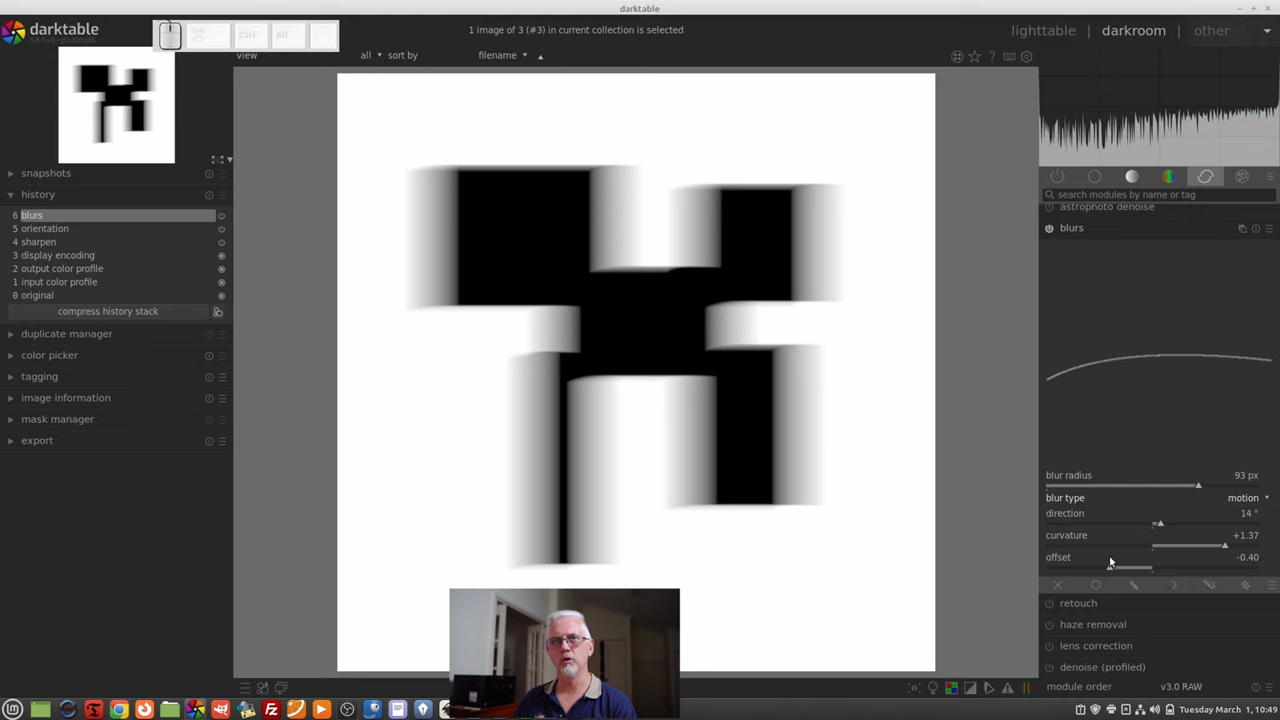 darktable
darktable
Ctrl
Alt
1 image of 3 (#3) in current collection is selected
lighttable | darkroom | other
view all sort by filename
snapshots
history
6 blurs
5 orientation
4 sharpen
3 display encoding
2 output color profile
1 input color profile
0 original
compress history stack
duplicate manager
color picker
tagging
image information
mask manager
export
search modules by name or tag
astrophoto denoise
blurs
blur radius 93 px
blur type motion
direction 14 °
curvature +1.37
offset -0.40
retouch
haze removal
lens correction
denoise (profiled)
module order v3.0 RAW
Tuesday March 1, 10:49